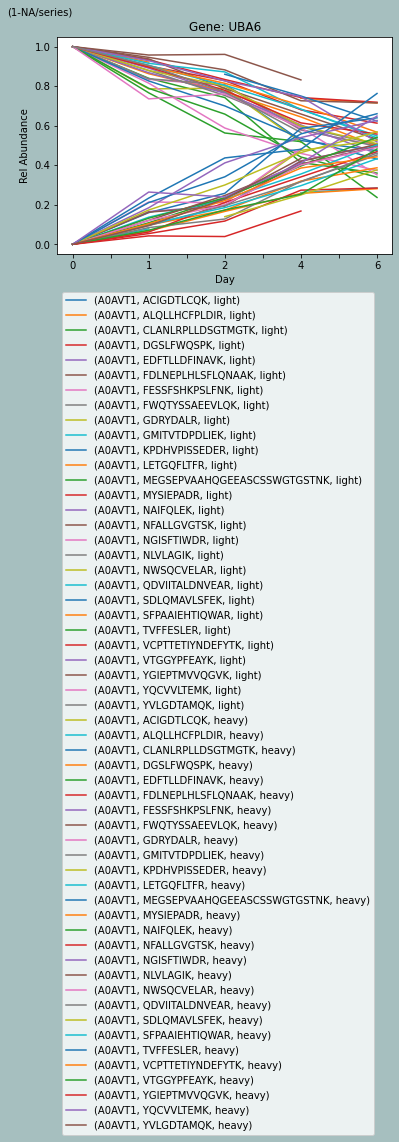 (1-NA/series)
Gene: UBA6
1.0
0.8
0.6
0.4
0.2
0.0
Rel Abundance
0
1
2
4
6
Day
(A0AVT1, ACIGDTLCQK, light)
(A0AVT1, ALQLLHCFPLDIR, light)
(A0AVT1, CLANLRPLLDSGTMGTK, light)
(A0AVT1, DGSLFWQSPK, light)
(A0AVT1, EDFTLLDFINAVK, light)
(A0AVT1, FDLNEPLHLSFLQNAAK, light)
(A0AVT1, FESSFSHKPSLFNK, light)
(A0AVT1, FWQTYSSAEEVLQK, light)
(A0AVT1, GDRYDALR, light)
(A0AVT1, GMITVTDPDLIEK, light)
(A0AVT1, KPDHVPISSEDER, light)
(A0AVT1, LETGQFLTFR, light)
(A0AVT1, MEGSEPVAAHQGEEASCSSWGTGSTNK, light)
(A0AVT1, MYSIEPADR, light)
(A0AVT1, NAIFQLEK, light)
(A0AVT1, NFALLGVGTSK, light)
(A0AVT1, NGISFTIWDR, light)
(A0AVT1, NLVLAGIK, light)
(A0AVT1, NWSQCVELAR, light)
(A0AVT1, QDVIITALDNVEAR, light)
(A0AVT1, SDLQMAVLSFEK, light)
(A0AVT1, SFPAAIEHTIQWAR, light)
(A0AVT1, TVFFESLER, light)
(A0AVT1, VCPTTETIYNDEFYTK, light)
(A0AVT1, VTGGYPFEAYK, light)
(A0AVT1, YGIEPTMVVQGVK, light)
(A0AVT1, YQCVVLTEMK, light)
(A0AVT1, YVLGDTAMQK, light)
(A0AVT1, ACIGDTLCQK, heavy)
(A0AVT1, ALQLLHCFPLDIR, heavy)
(A0AVT1, CLANLRPLLDSGTMGTK, heavy)
(A0AVT1, DGSLFWQSPK, heavy)
(A0AVT1, EDFTLLDFINAVK, heavy)
(A0AVT1, FDLNEPLHLSFLQNAAK, heavy)
(A0AVT1, FESSFSHKPSLFNK, heavy)
(A0AVT1, FWQTYSSAEEVLQK, heavy)
(A0AVT1, GDRYDALR, heavy)
(A0AVT1, GMITVTDPDLIEK, heavy)
(A0AVT1, KPDHVPISSEDER, heavy)
(A0AVT1, LETGQFLTFR, heavy)
(A0AVT1, MEGSEPVAAHQGEEASCSSWGTGSTNK, heavy)
(A0AVT1, MYSIEPADR, heavy)
(A0AVT1, NAIFQLEK, heavy)
(A0AVT1, NFALLGVGTSK, heavy)
(A0AVT1, NGISFTIWDR, heavy)
(A0AVT1, NLVLAGIK, heavy)
(A0AVT1, NWSQCVELAR, heavy)
(A0AVT1, QDVIITALDNVEAR, heavy)
(A0AVT1, SDLQMAVLSFEK, heavy)
(A0AVT1, SFPAAIEHTIQWAR, heavy)
(A0AVT1, TVFFESLER, heavy)
(A0AVT1, VCPTTETIYNDEFYTK, heavy)
(A0AVT1, VTGGYPFEAYK, heavy)
(A0AVT1, YGIEPTMVVQGVK, heavy)
(A0AVT1, YQCVVLTEMK, heavy)
(A0AVT1, YVLGDTAMQK, heavy)